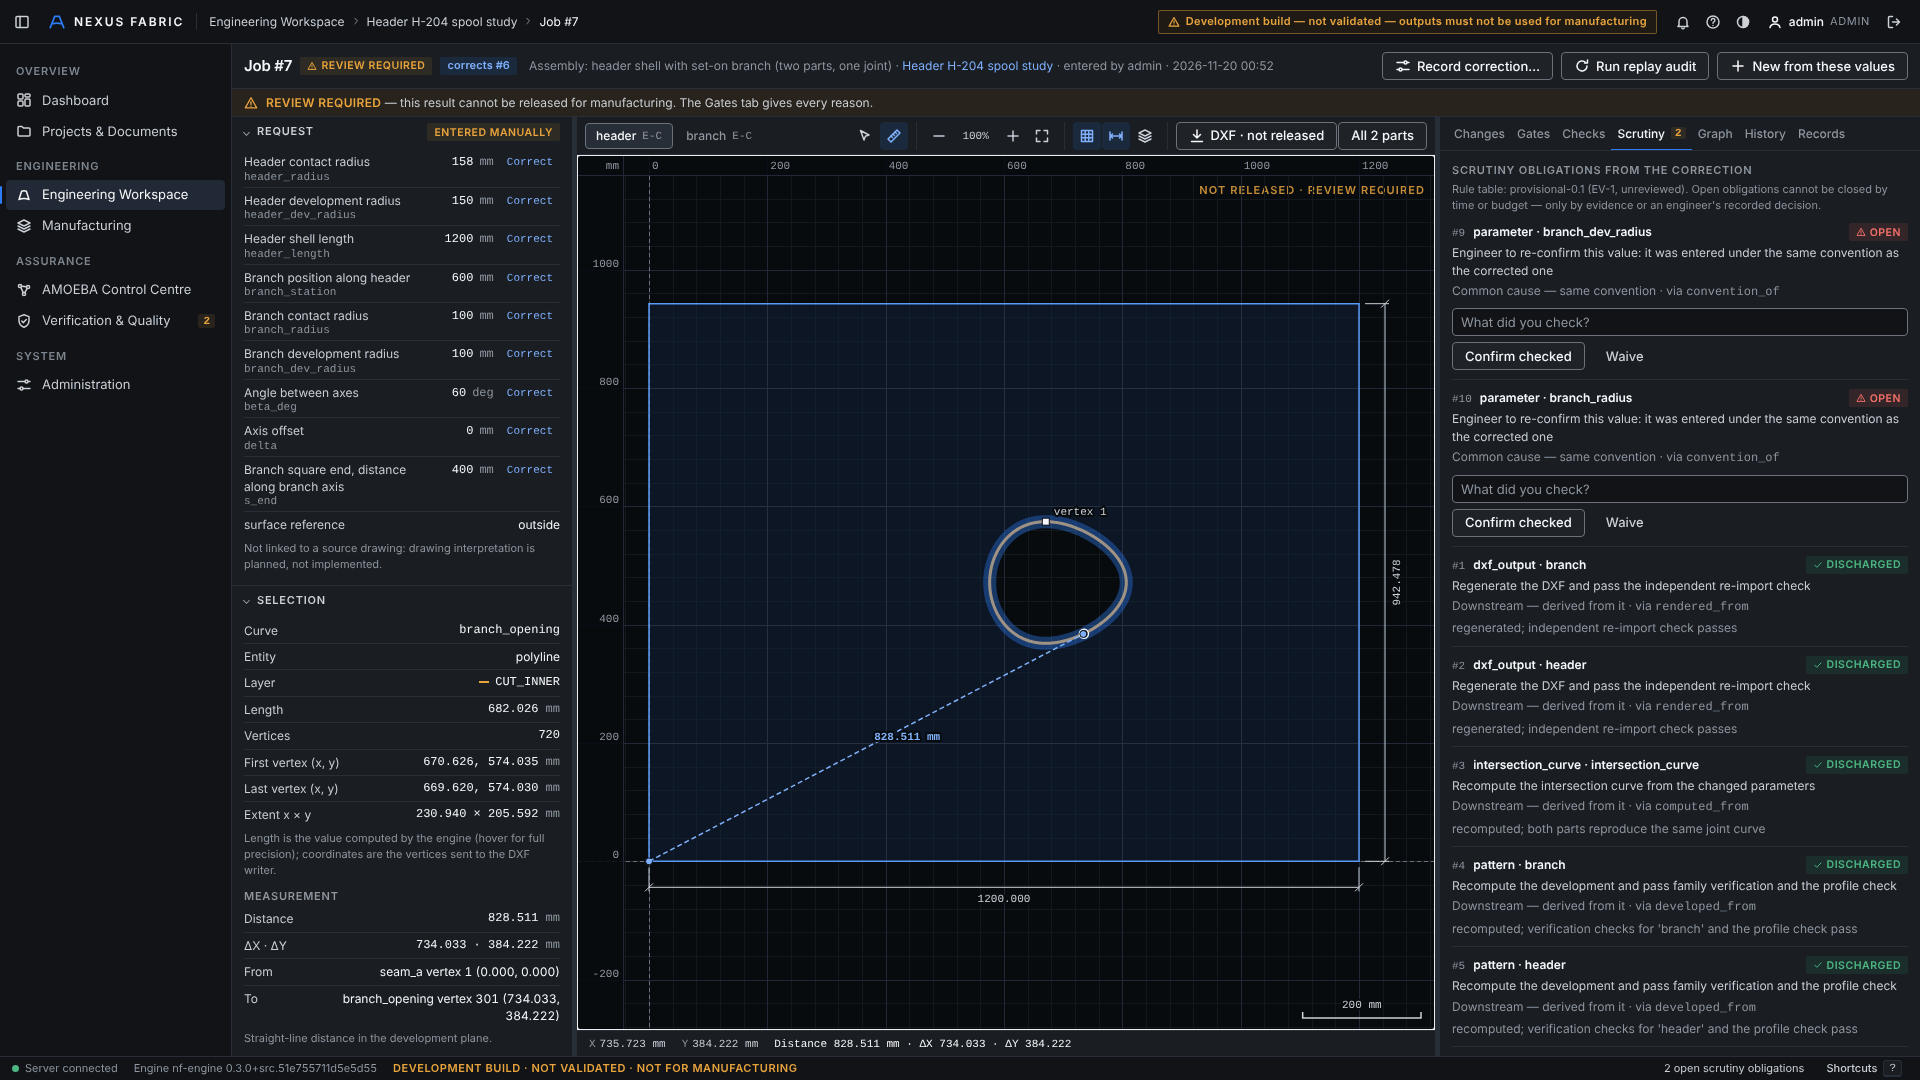 NEXUS FABRIC
Engineering Workspace › Header H-204 spool study › Job #7
Development build — not validated — outputs must not be used for manufacturing
admin ADMIN
OVERVIEW
Dashboard
Projects & Documents
ENGINEERING
Engineering Workspace
Manufacturing
ASSURANCE
AMOEBA Control Centre
Verification & Quality 2
SYSTEM
Administration
Job #7 REVIEW REQUIRED corrects #6 Assembly: header shell with set-on branch (two parts, one joint) · Header H-204 spool study · entered by admin · 2026-11-20 00:52
Record correction... Run replay audit New from these values
REVIEW REQUIRED — this result cannot be released for manufacturing. The Gates tab gives every reason.
REQUEST ENTERED MANUALLY
Header contact radius 158 mm Correct
header_radius
Header development radius 150 mm Correct
header_dev_radius
Header shell length 1200 mm Correct
header_length
Branch position along header 600 mm Correct
branch_station
Branch contact radius 100 mm Correct
branch_radius
Branch development radius 100 mm Correct
branch_dev_radius
Angle between axes 60 deg Correct
beta_deg
Axis offset 0 mm Correct
delta
Branch square end, distance 400 mm Correct
along branch axis
s_end
surface reference outside
Not linked to a source drawing: drawing interpretation is
planned, not implemented.
SELECTION
Curve branch_opening
Entity polyline
Layer CUT_INNER
Length 682.026 mm
Vertices 720
First vertex (x, y) 670.626, 574.035 mm
Last vertex (x, y) 669.620, 574.030 mm
Extent x × y 230.940 × 205.592 mm
Length is the value computed by the engine (hover for full
precision); coordinates are the vertices sent to the DXF
writer.
MEASUREMENT
Distance 828.511 mm
ΔX · ΔY 734.033 · 384.222 mm
From seam_a vertex 1 (0.000, 0.000)
To branch_opening vertex 301 (734.033,
384.222)
Straight-line distance in the development plane.
header E-C branch E-C
100%
DXF · not released All 2 parts
mm 0 200 400 600 800 1000 1200
NOT RELEASED · REVIEW REQUIRED
1000
800
600
400
200
0
-200
vertex 1
942.478
828.511 mm
1200.000
200 mm
X 735.723 mm Y 384.222 mm Distance 828.511 mm · ΔX 734.033 · ΔY 384.222
Changes Gates Checks Scrutiny 2 Graph History Records
SCRUTINY OBLIGATIONS FROM THE CORRECTION
Rule table: provisional-0.1 (EV-1, unreviewed). Open obligations cannot be closed by
time or budget — only by evidence or an engineer's recorded decision.
#9 parameter · branch_dev_radius OPEN
Engineer to re-confirm this value: it was entered under the same convention as
the corrected one
Common cause — same convention · via convention_of
What did you check?
Confirm checked Waive
#10 parameter · branch_radius OPEN
Engineer to re-confirm this value: it was entered under the same convention as
the corrected one
Common cause — same convention · via convention_of
What did you check?
Confirm checked Waive
#1 dxf_output · branch DISCHARGED
Regenerate the DXF and pass the independent re-import check
Downstream — derived from it · via rendered_from
regenerated; independent re-import check passes
#2 dxf_output · header DISCHARGED
Regenerate the DXF and pass the independent re-import check
Downstream — derived from it · via rendered_from
regenerated; independent re-import check passes
#3 intersection_curve · intersection_curve DISCHARGED
Recompute the intersection curve from the changed parameters
Downstream — derived from it · via computed_from
recomputed; both parts reproduce the same joint curve
#4 pattern · branch DISCHARGED
Recompute the development and pass family verification and the profile check
Downstream — derived from it · via developed_from
recomputed; verification checks for 'branch' and the profile check pass
#5 pattern · header DISCHARGED
Recompute the development and pass family verification and the profile check
Downstream — derived from it · via developed_from
recomputed; verification checks for 'header' and the profile check pass
Server connected Engine nf-engine 0.3.0+src.51e755711d5e5d55 DEVELOPMENT BUILD · NOT VALIDATED · NOT FOR MANUFACTURING
2 open scrutiny obligations Shortcuts ?